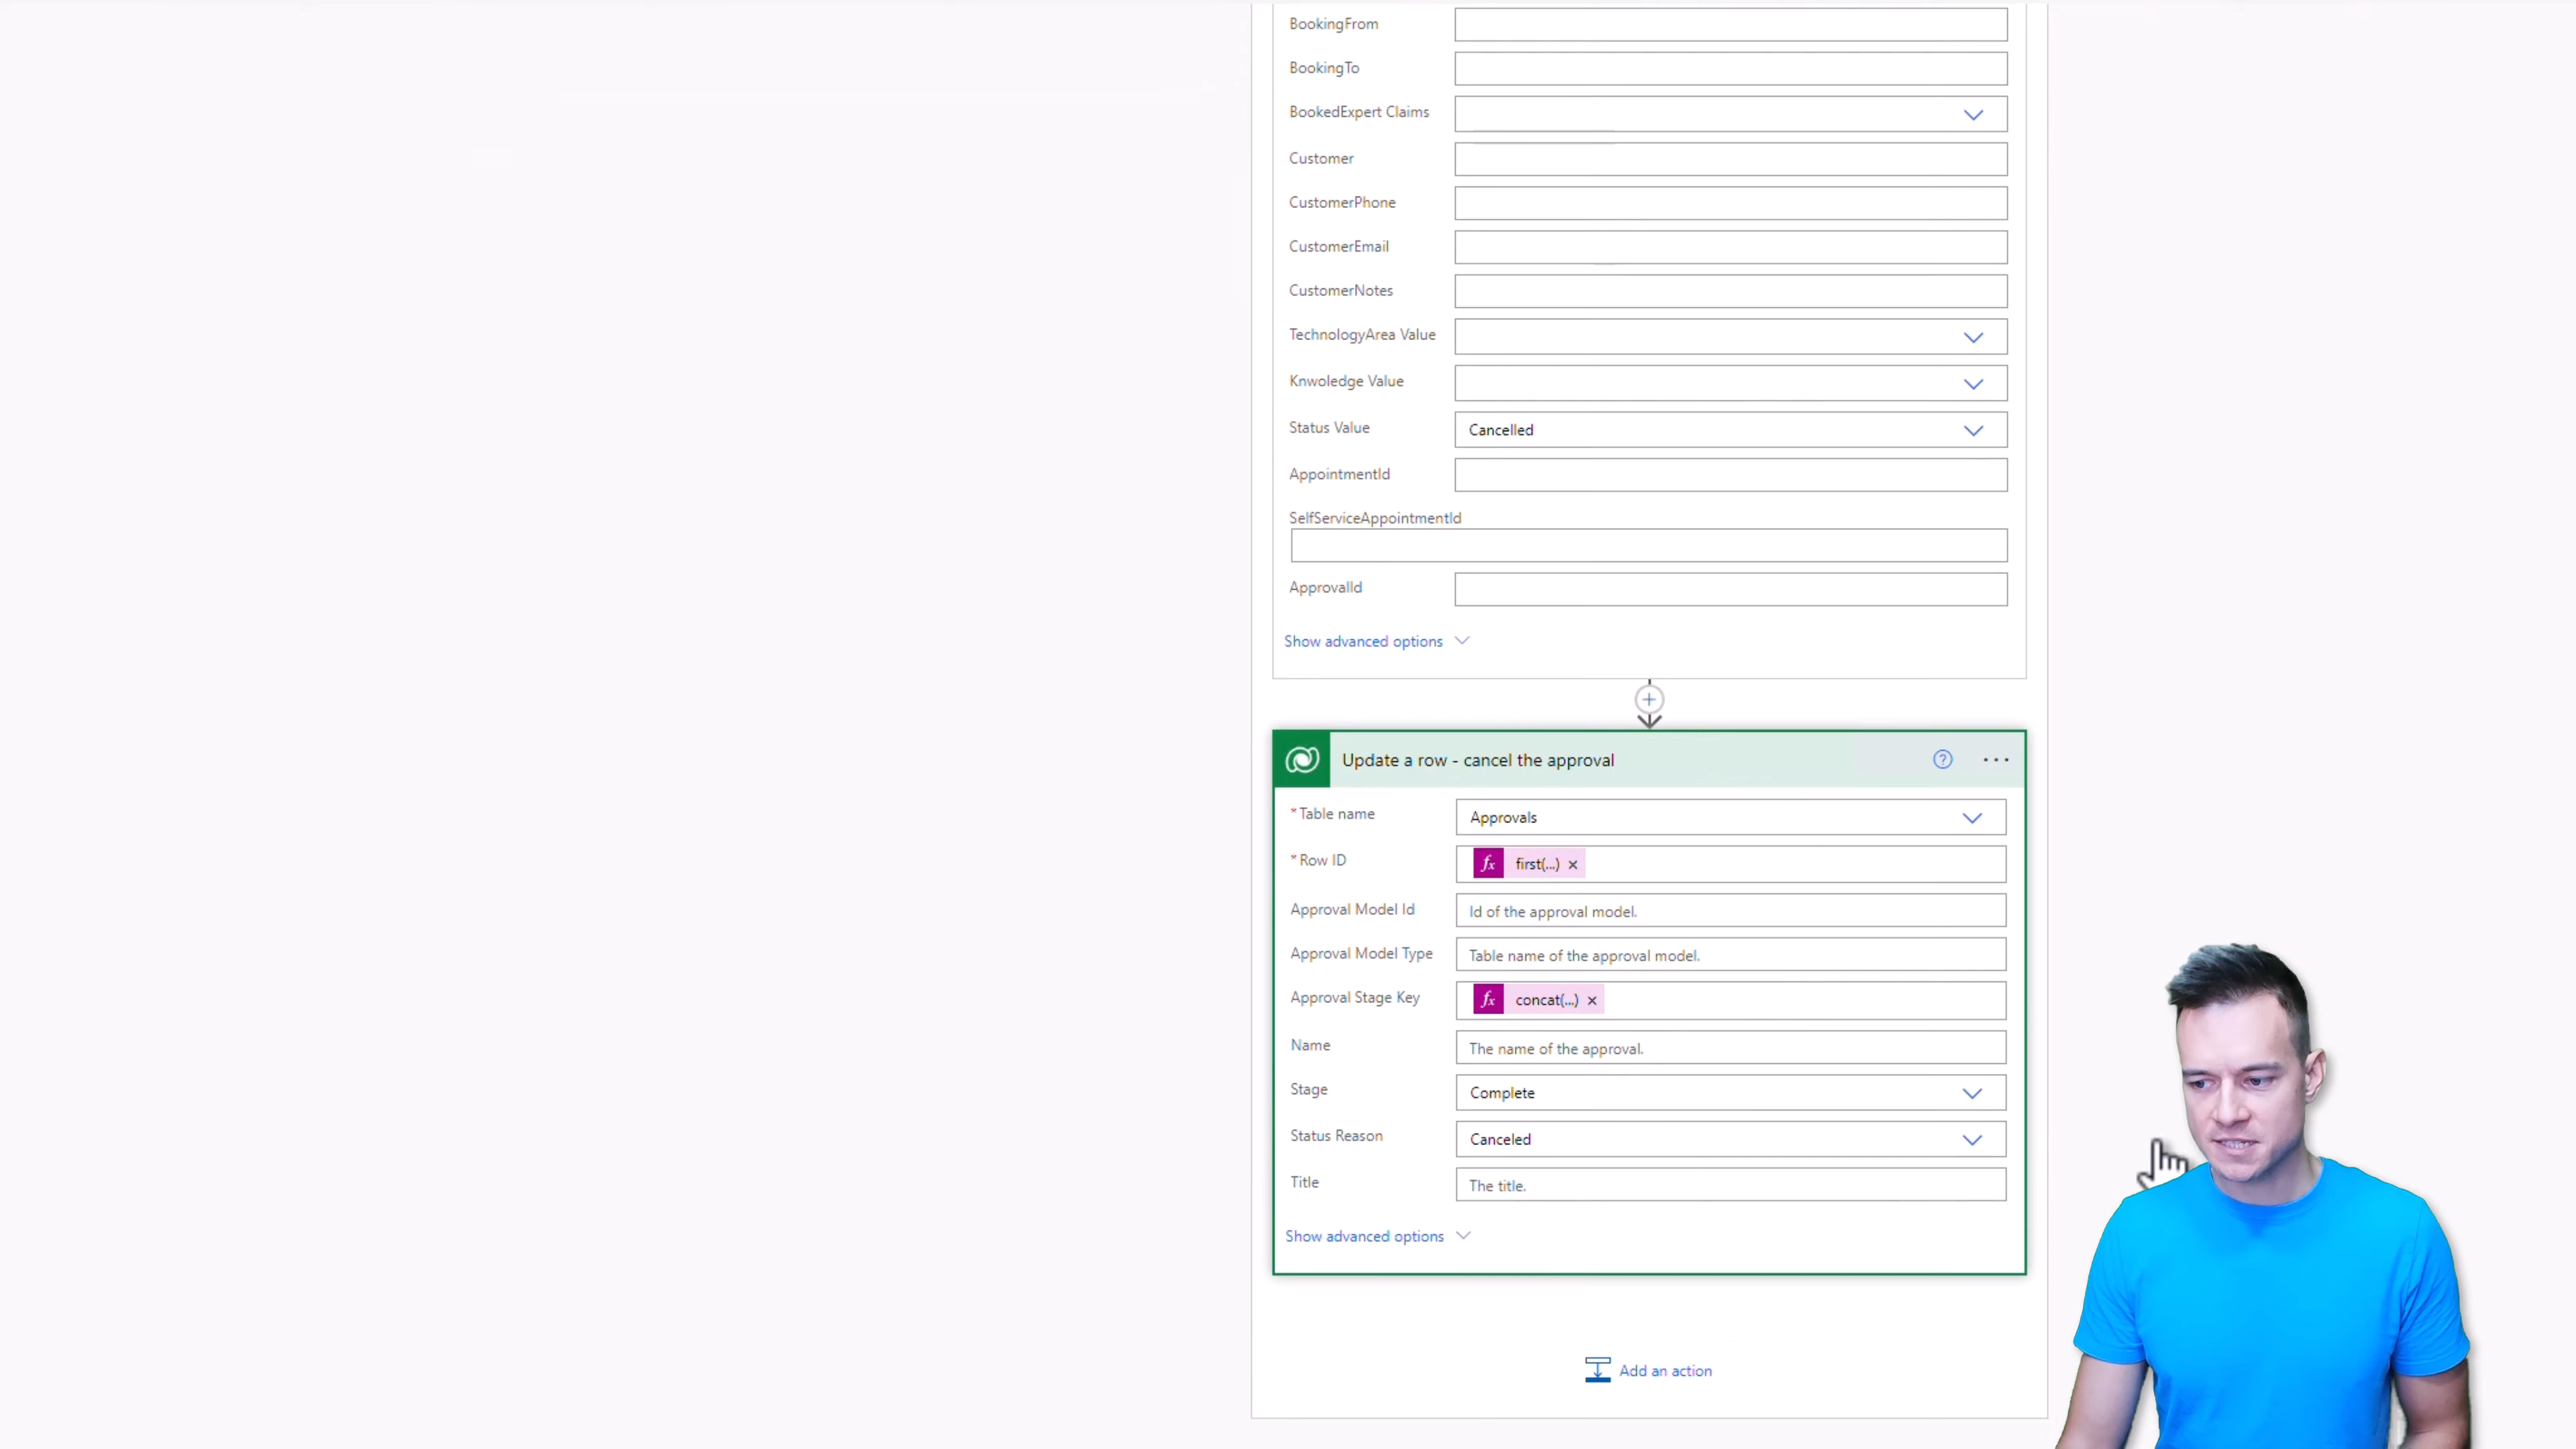 BookingFrom
BookingTo
BookedExpert Claims
Customer
CustomerPhone
CustomerEmail
CustomerNotes
TechnologyArea Value
Knwoledge Value
Status Value Cancelled
AppointmentId
SelfServiceAppointmentId
ApprovalId
Show advanced options
Update a row - cancel the approval
* Table name Approvals
* Row ID fx first(...) ×
Approval Model Id Id of the approval model.
Approval Model Type Table name of the approval model.
Approval Stage Key fx concat(...) ×
Name The name of the approval.
Stage Complete
Status Reason Canceled
Title The title.
Show advanced options
Add an action